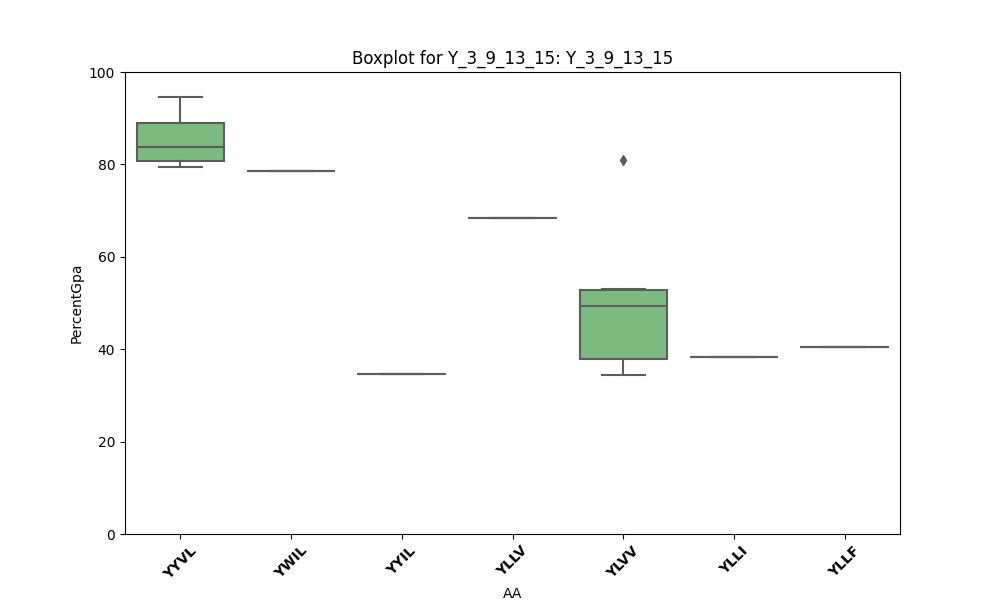 Boxplot for Y_3_9_13_15: Y_3_9_13_15
100
80
60
40
20
0
PercentGpa
YYVL
YWIL
YYIL
YLLV
YLVV
YLLI
YLLF
AA